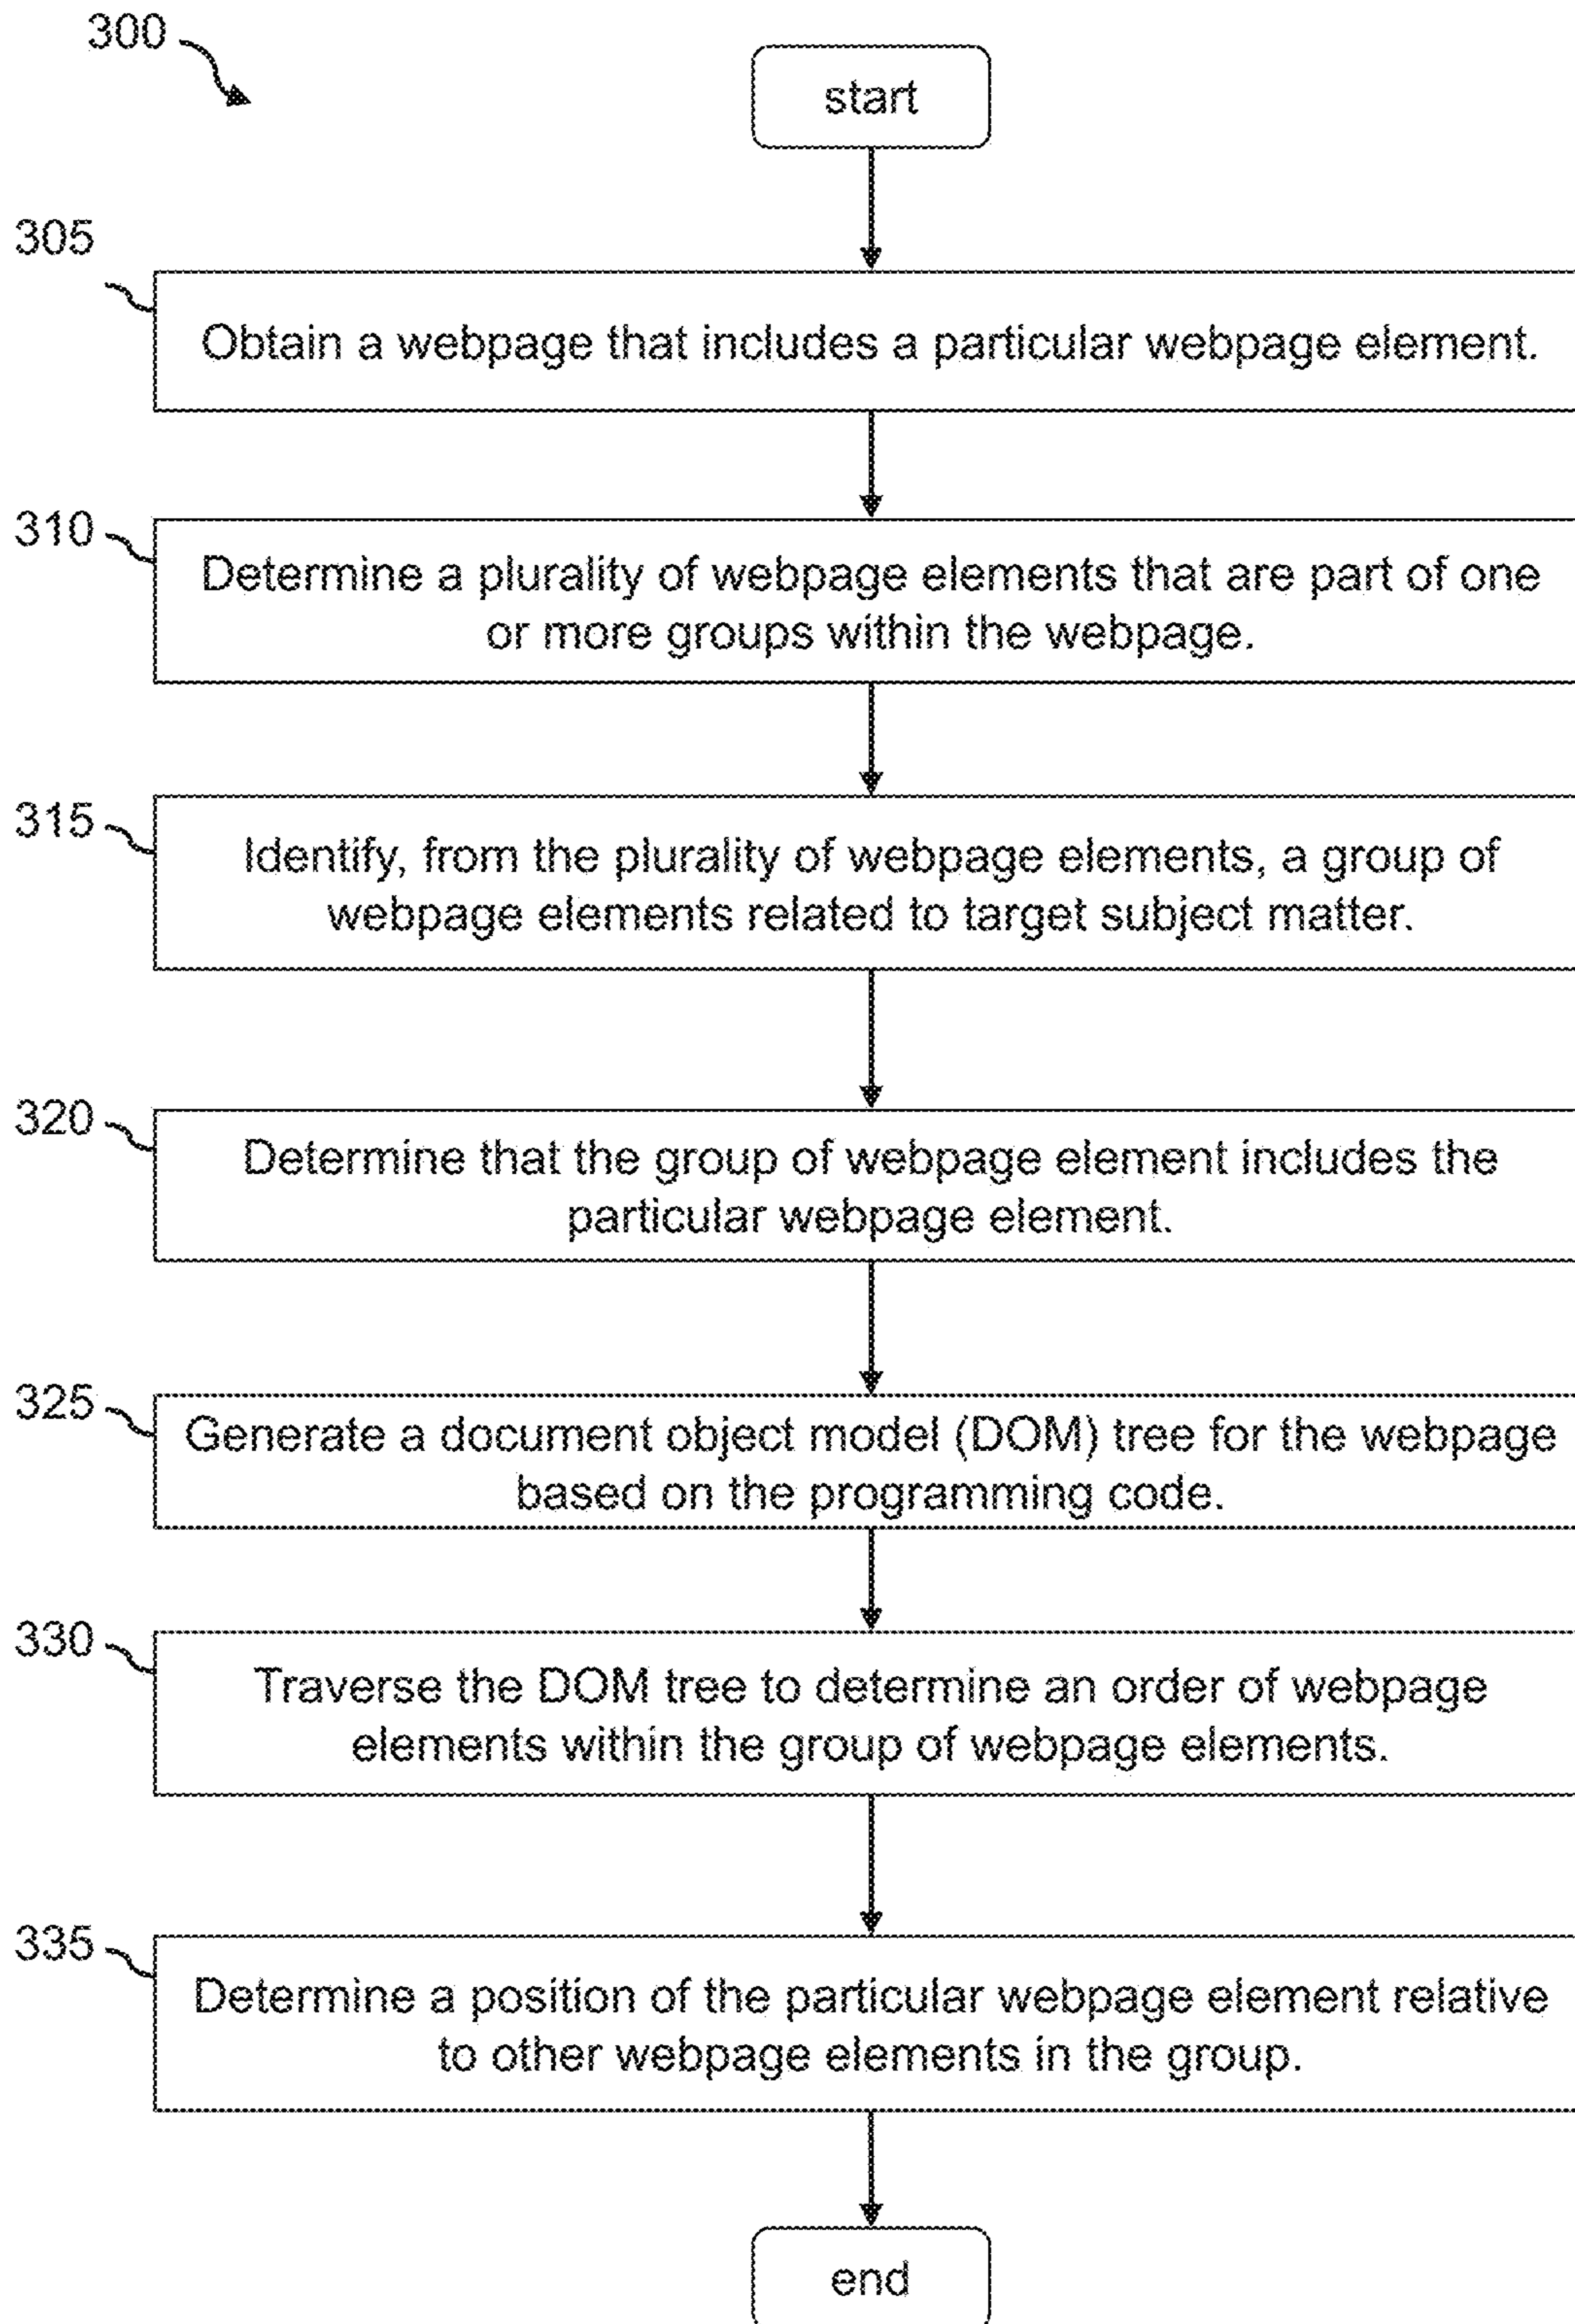 300
start
305
Obtain a webpage that includes a particular webpage element.
310
Determine a plurality of webpage elements that are part of one
or more groups within the webpage.
315
Identify, from the plurality of webpage elements, a group of
webpage elements related to target subject matter.
320
Determine that the group of webpage element includes the
particular webpage element.
325
Generate a document object model (DOM) tree for the webpage
based on the programming code.
330
Traverse the DOM tree to determine an order of webpage
elements within the group of webpage elements.
335
Determine a position of the particular webpage element relative
to other webpage elements in the group.
end